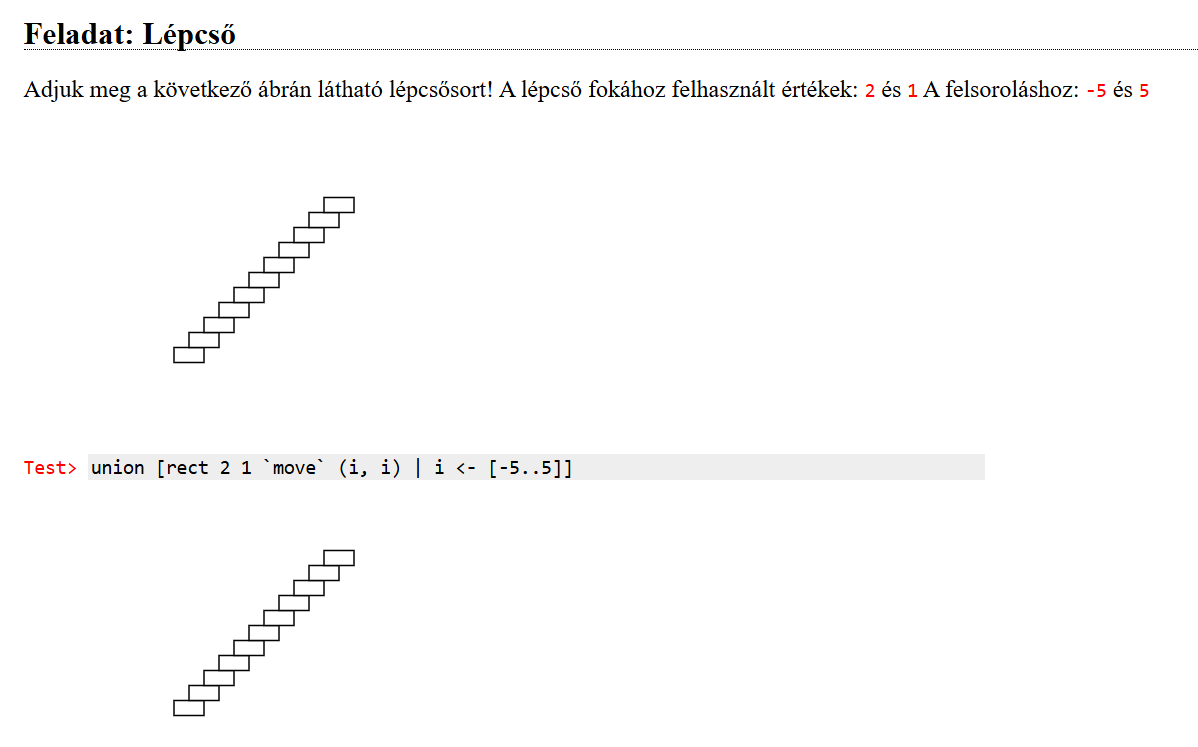 Feladat: Lépcső
Adjuk meg a következő ábrán látható lépcsősort! A lépcső fokához felhasznált értékek: 2 és 1 A felsoroláshoz: -5 és 5
Test> union [rect 2 1 `move` (i, i) | i <- [-5..5]]